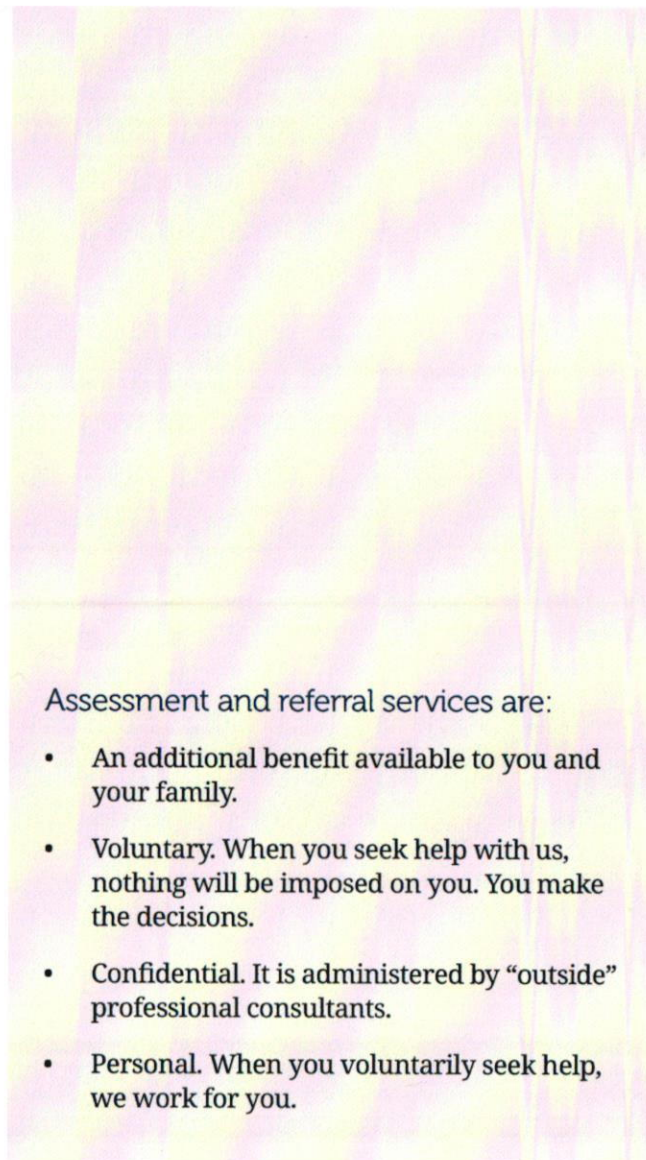 Assessment and referral services are:
• An additional benefit available to you and
your family.
• Voluntary. When you seek help with us,
nothing will be imposed on you. You make
the decisions.
• Confidential. It is administered by “outside”
professional consultants.
• Personal. When you voluntarily seek help,
we work for you.